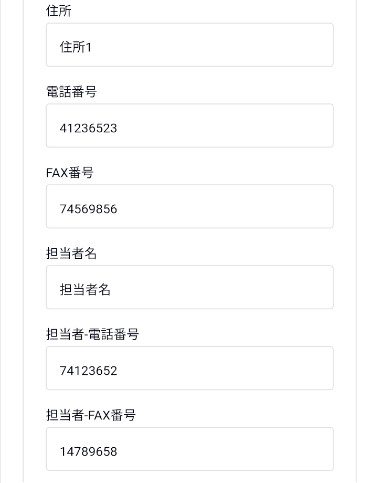 住所
住所1
電話番号
41236523
FAX番号
74569856
担当者名
担当者名
担当者-電話番号
74123652
担当者-FAX番号
14789658